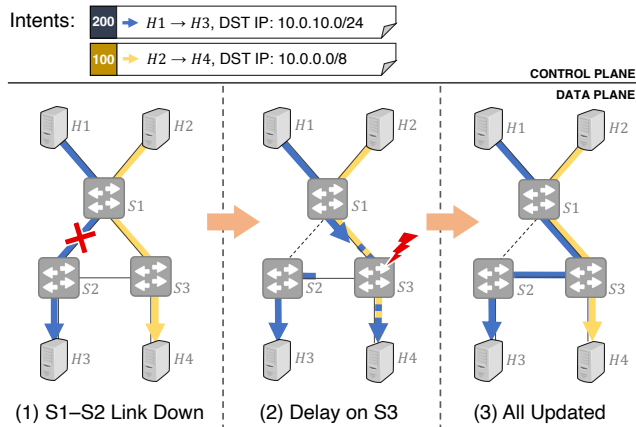 Intents:
200 H1 → H3, DST IP: 10.0.10.0/24
100 H2 → H4, DST IP: 10.0.0.0/8
CONTROL PLANE
DATA PLANE
H1 H2
S1
S2 S3
H3 H4
H1 H2
S1
S2 S3
H3 H4
H1 H2
S1
S2 S3
H3 H4
(1) S1–S2 Link Down
(2) Delay on S3
(3) All Updated